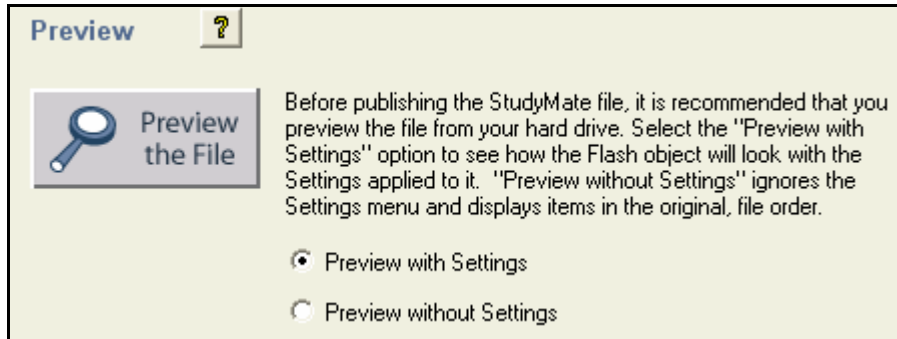 Preview
?
Preview
the File
Before publishing the StudyMate file, it is recommended that you
preview the file from your hard drive. Select the "Preview with
Settings" option to see how the Flash object will look with the
Settings applied to it.  "Preview without Settings" ignores the
Settings menu and displays items in the original, file order.
Preview with Settings
Preview without Settings